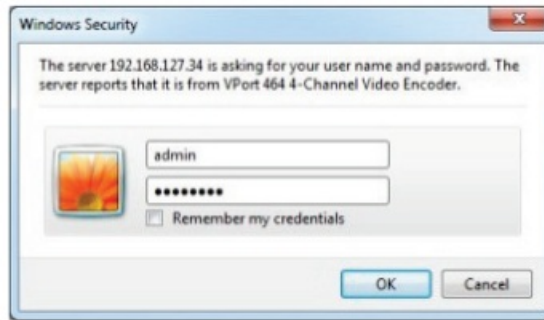 Windows Security
The server 192.168.127.34 is asking for your user name and password. The
server reports that it is from VPort 464 4-Channel Video Encoder.
admin
••••••••
Remember my credentials
OK
Cancel